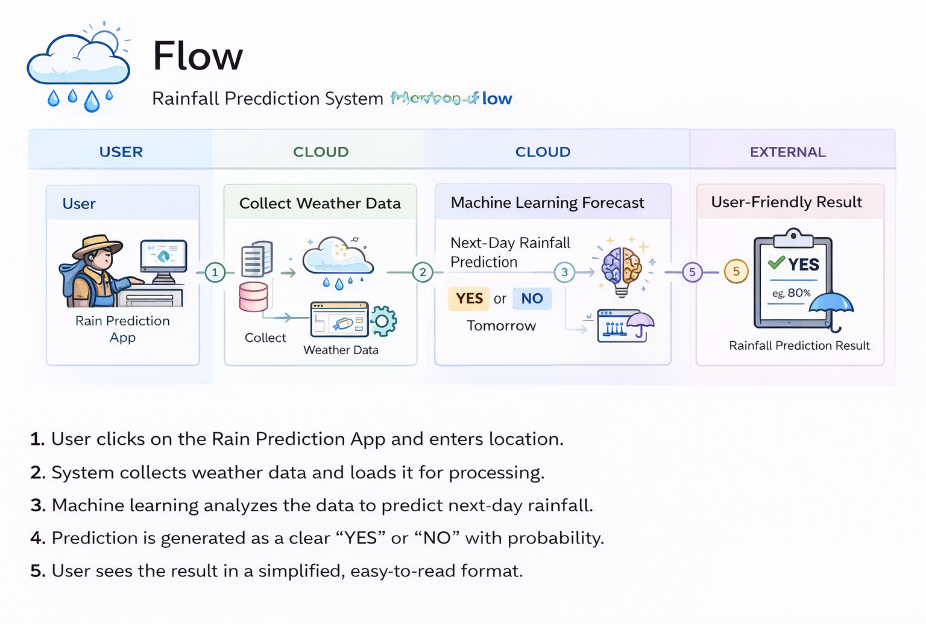 Flow
Rainfall Precdiction System low
USER
CLOUD
CLOUD
EXTERNAL
User
Rain Prediction
App
1
Collect Weather Data
Collect
Weather Data
2
Machine Learning Forecast
Next-Day Rainfall
Prediction
3
YES or NO
Tomorrow
5
5
User-Friendly Result
YES
eg, 80%
Rainfall Prediction Result
1. User clicks on the Rain Prediction App and enters location.
2. System collects weather data and loads it for processing.
3. Machine learning analyzes the data to predict next-day rainfall.
4. Prediction is generated as a clear “YES” or “NO” with probability.
5. User sees the result in a simplified, easy-to-read format.